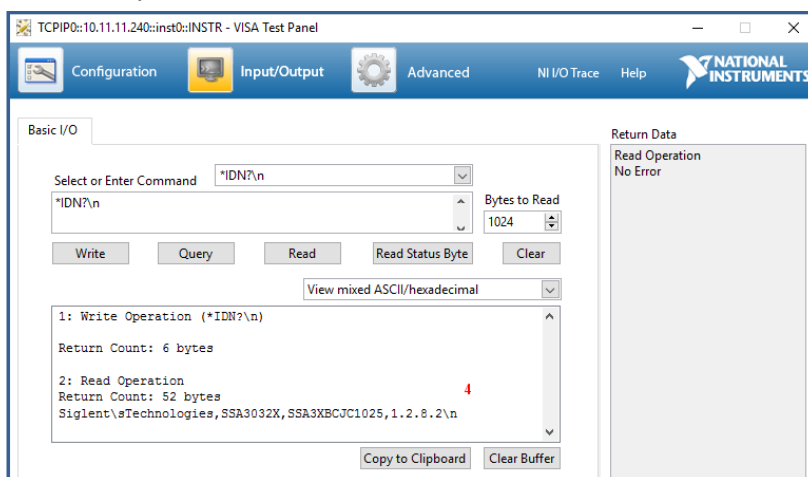 TCPIP0::10.11.11.240::inst0::INSTR - VISA Test Panel
Configuration Input/Output Advanced NI I/O Trace Help NATIONAL INSTRUMENTS
Basic I/O
Return Data
Read Operation
No Error
Select or Enter Command *IDN?\n
*IDN?\n
Bytes to Read
1024
Write Query Read Read Status Byte Clear
View mixed ASCII/hexadecimal
1: Write Operation (*IDN?\n)
Return Count: 6 bytes
2: Read Operation
Return Count: 52 bytes
Siglent\sTechnologies,SSA3032X,SSA3XBCJC1025,1.2.8.2\n
4
Copy to Clipboard Clear Buffer